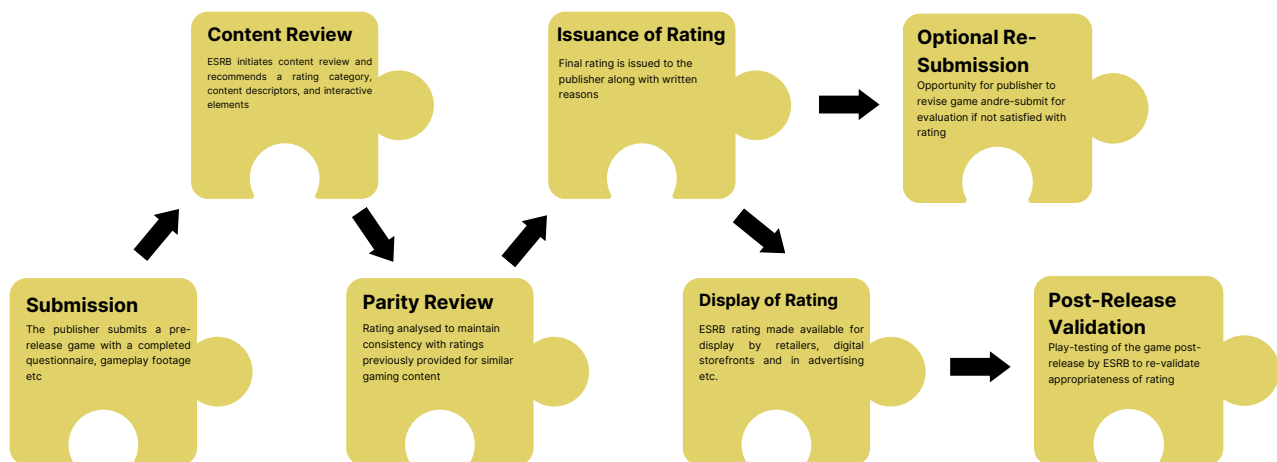 Content Review
ESRB initiates content review and
recommends a rating category,
content descriptors, and interactive
elements
Issuance of Rating
Final rating is issued to the
publisher along with written
reasons
Optional Re-
Submission
Opportunity for publisher to
revise game andre-submit for
evaluation if not satisfied with
rating
Submission
The publisher submits a pre-
release game with a completed
questionnaire, gameplay footage
etc
Parity Review
Rating analysed to maintain
consistency with ratings
previously provided for similar
gaming content
Display of Rating
ESRB rating made available for
display by retailers, digital
storefronts and in advertising
etc.
Post-Release
Validation
Play-testing of the game post-
release by ESRB to re-validate
appropriateness of rating